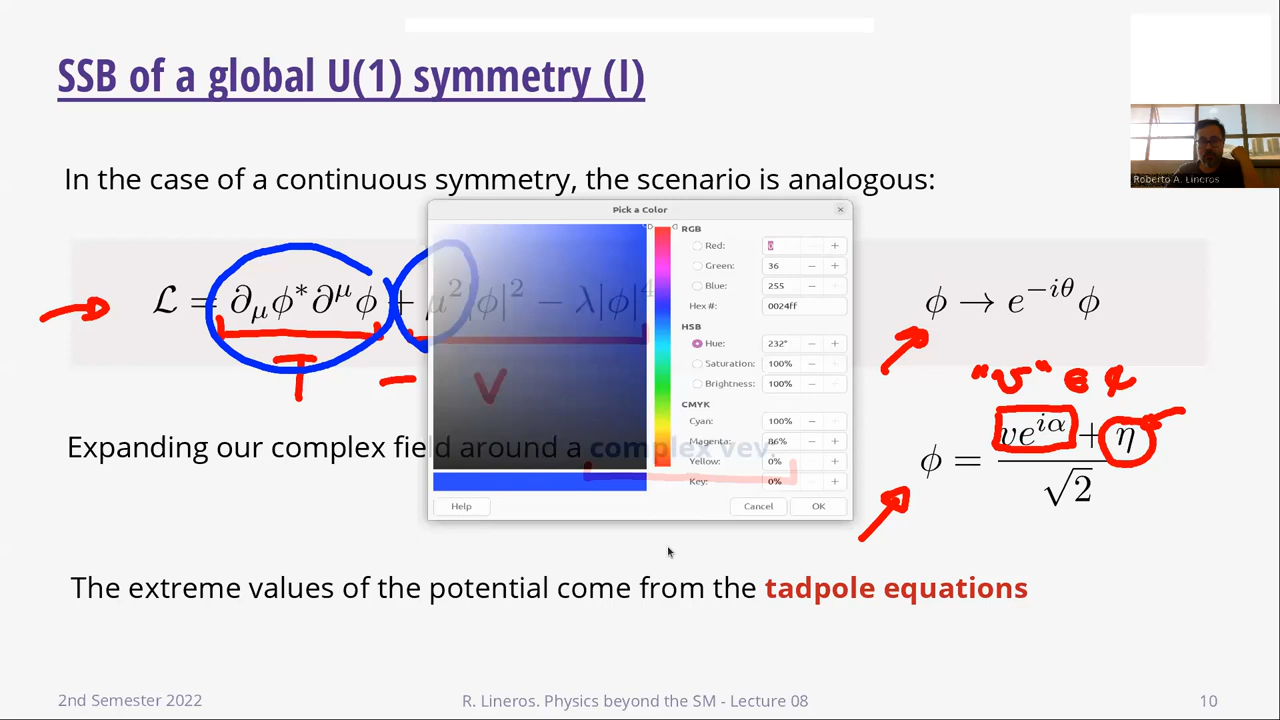 SSB of a global U(1) symmetry (I)
Roberto A. Lineros
In the case of a continuous symmetry, the scenario is analogous:
ℒ = ∂_μ φ* ∂^μ φ + μ²|φ|² − λ|φ|⁴
φ → e^{−iθ} φ
T
− V
"v" ∈ ℂ
Expanding our complex field around a complex vev.
φ = (ve^{iα} + η)/√2
The extreme values of the potential come from the tadpole equations
Pick a Color
RGB
Red: 0 − +
Green: 36 − +
Blue: 255 − +
Hex #: 0024ff
HSB
Hue: 232° − +
Saturation: 100% − +
Brightness: 100% − +
CMYK
Cyan: 100% − +
Magenta: 86% − +
Yellow: 0% − +
Key: 0% − +
Help
Cancel
OK
2nd Semester 2022
R. Lineros. Physics beyond the SM - Lecture 08
10